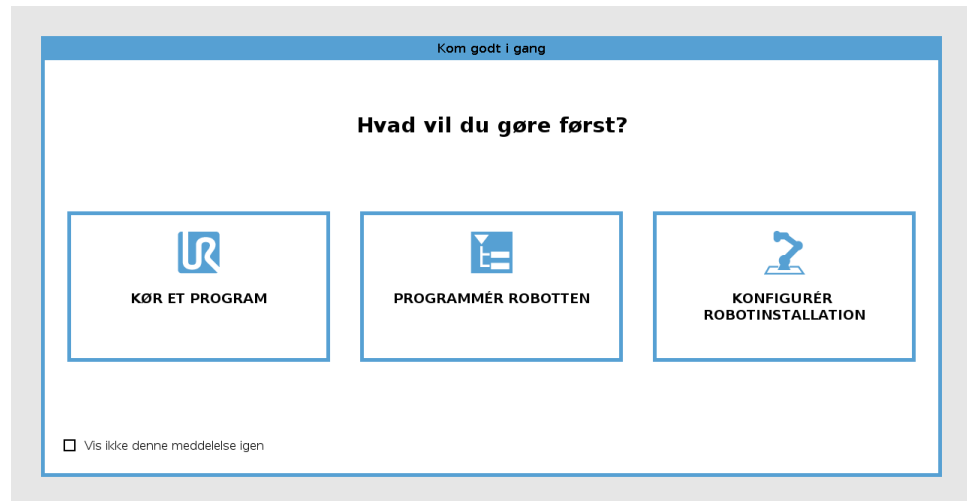 Kom godt i gang
Hvad vil du gøre først?
KØR ET PROGRAM
PROGRAMMÉR ROBOTTEN
KONFIGURÉR
ROBOTINSTALLATION
Vis ikke denne meddelelse igen